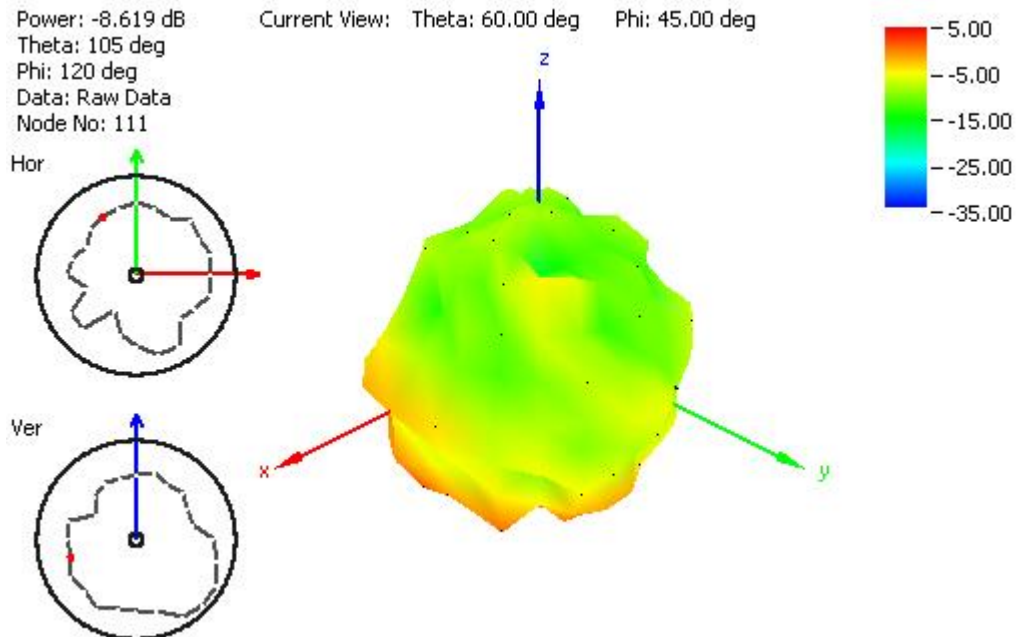 Power: -8.619 dB
Theta: 105 deg
Phi: 120 deg
Data: Raw Data
Node No: 111
Current View: Theta: 60.00 deg Phi: 45.00 deg
5.00
-5.00
-15.00
-25.00
-35.00
Hor
Ver
z
x
y